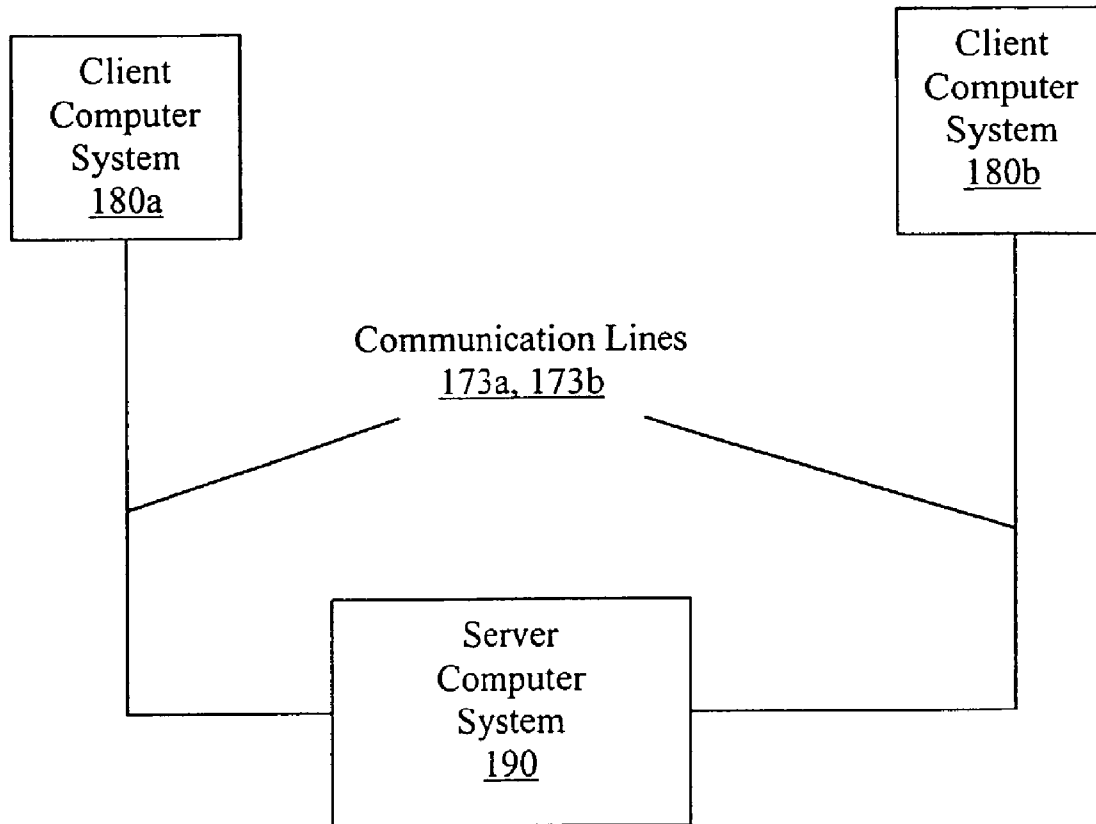 Client
Computer
System
180a
Client
Computer
System
180b
Communication Lines
173a, 173b
Server
Computer
System
190